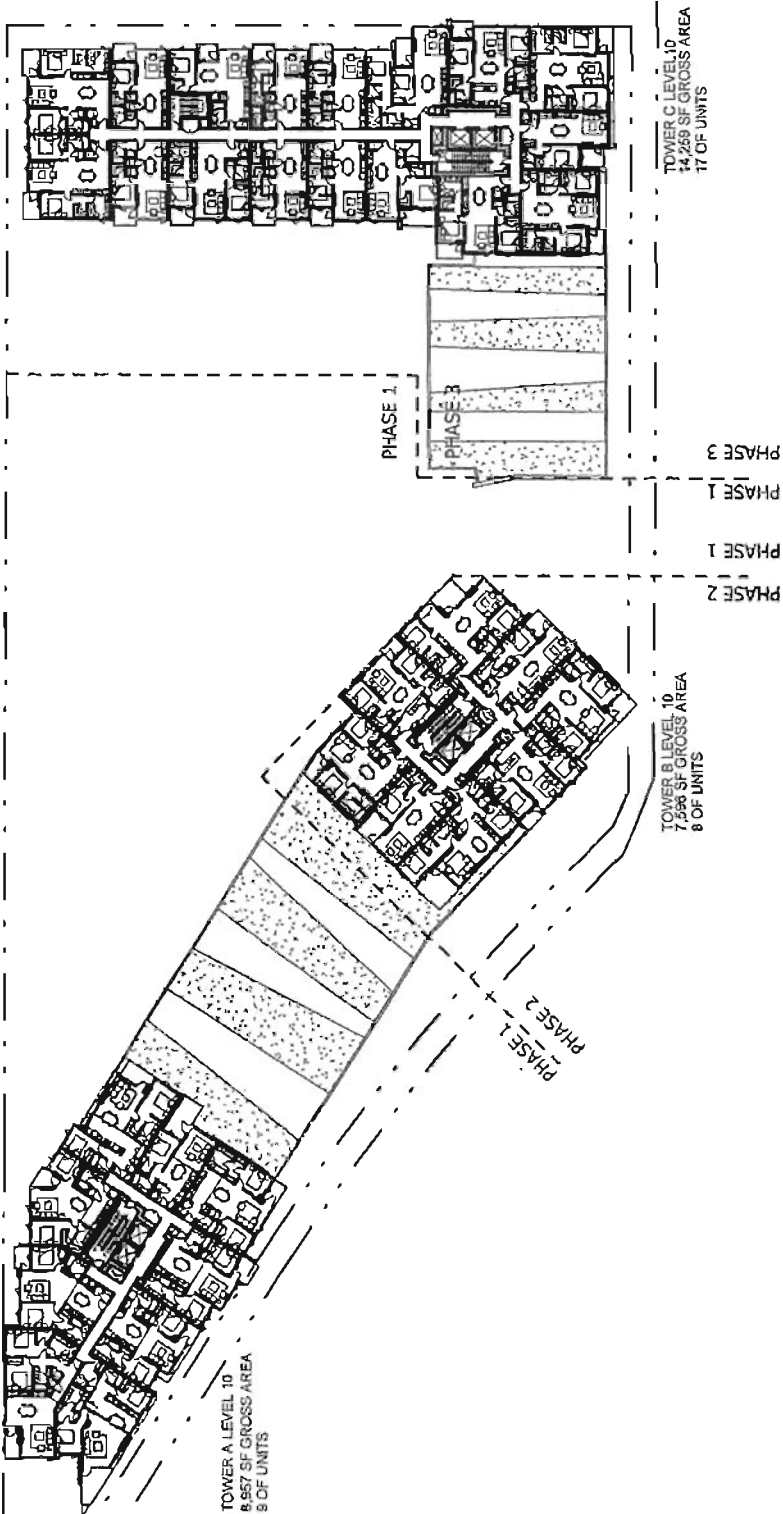 TOWER C LEVEL 10
14,259 SF GROSS AREA
17 OF UNITS
PHASE 1
PHASE 3
PHASE 3
PHASE 1
PHASE 1
PHASE 2
TOWER B LEVEL 10
7,596 SF GROSS AREA
8 OF UNITS
PHASE 1
PHASE 2
TOWER A LEVEL 10
8,957 SF GROSS AREA
9 OF UNITS